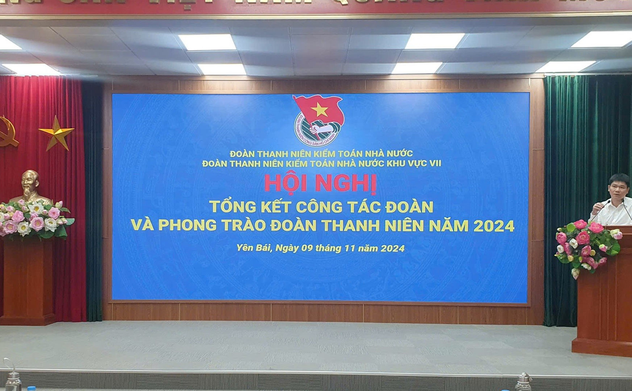 ĐOÀN THANH NIÊN KIỂM TOÁN NHÀ NƯỚC
ĐOÀN THANH NIÊN KIỂM TOÁN NHÀ NƯỚC KHU VỰC VII
HỘI NGHỊ
TỔNG KẾT CÔNG TÁC ĐOÀN
VÀ PHONG TRÀO ĐOÀN THANH NIÊN NĂM 2024
Yên Bái, Ngày 09 tháng 11 năm 2024